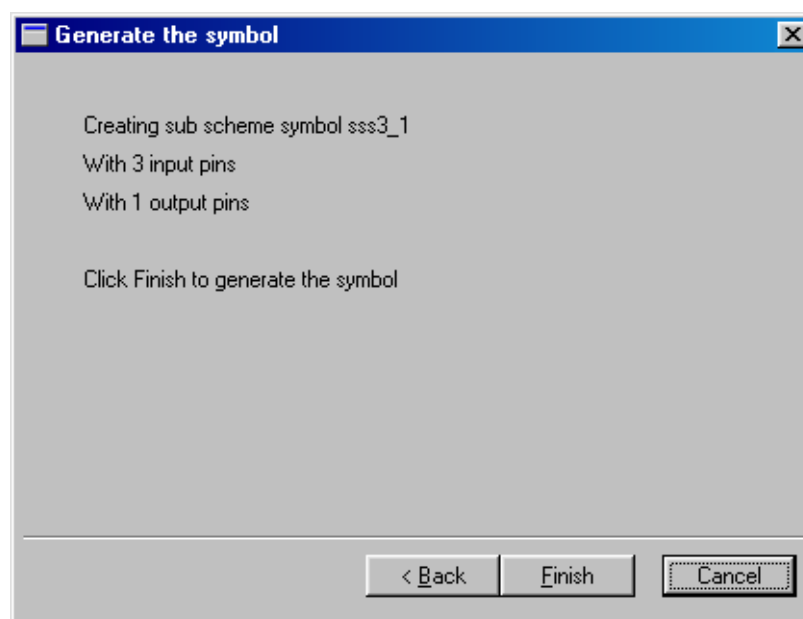 Generate the symbol
Creating sub scheme symbol sss3_1
With 3 input pins
With 1 output pins
Click Finish to generate the symbol
< Back Finish Cancel